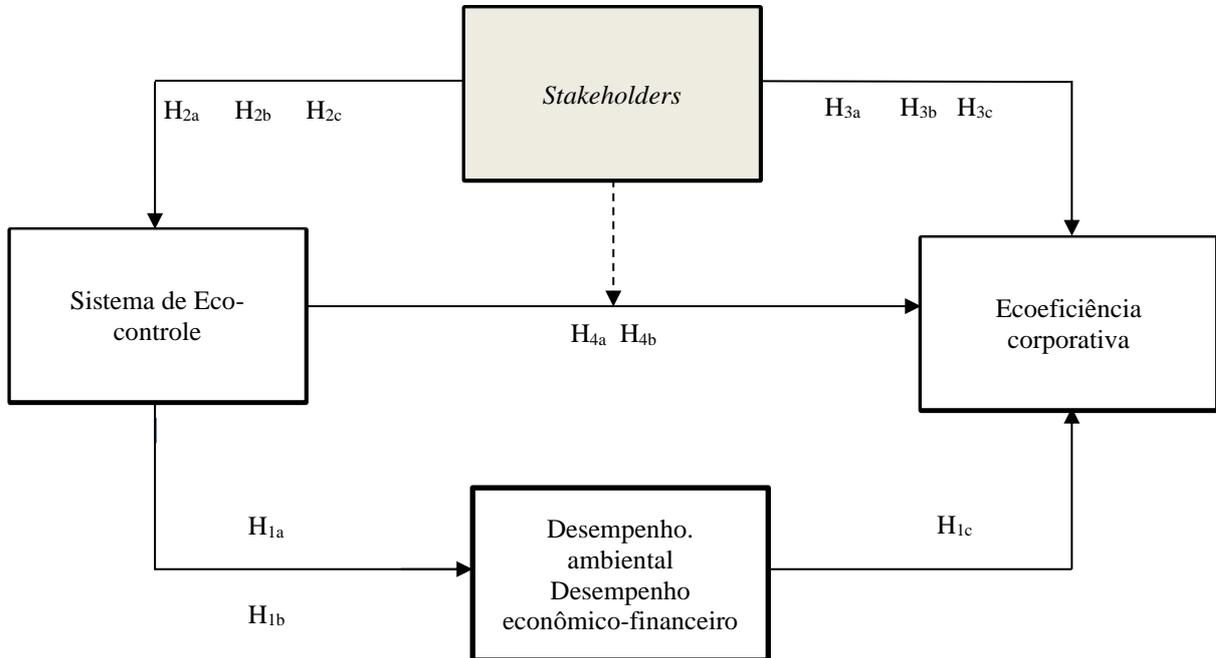 Stakeholders
H2a H2b H2c
H3a H3b H3c
Sistema de Eco-
controle
Ecoeficiência
corporativa
H4a H4b
H1a
H1b
Desempenho.
ambiental
Desempenho
econômico-financeiro
H1c